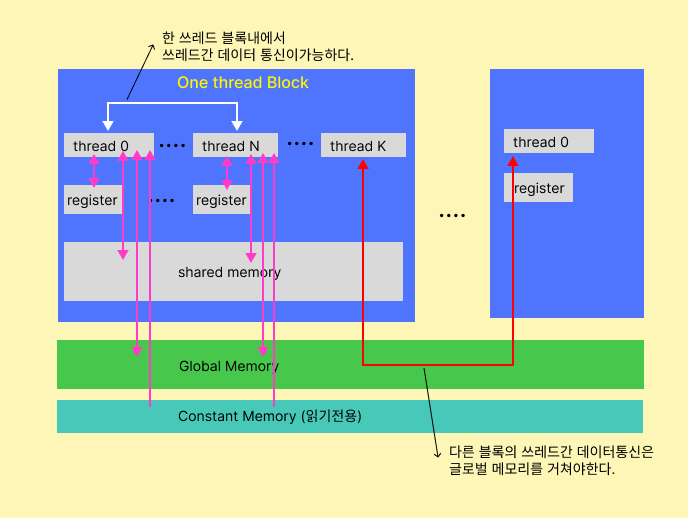 한 쓰레드 블록내에서
쓰레드간 데이터 통신이가능하다.
One thread Block
thread 0
thread N
thread K
thread 0
register
register
register
shared memory
Global Memory
Constant Memory (읽기전용)
다른 블록의 쓰레드간 데이터통신은
글로벌 메모리를 거쳐야한다.